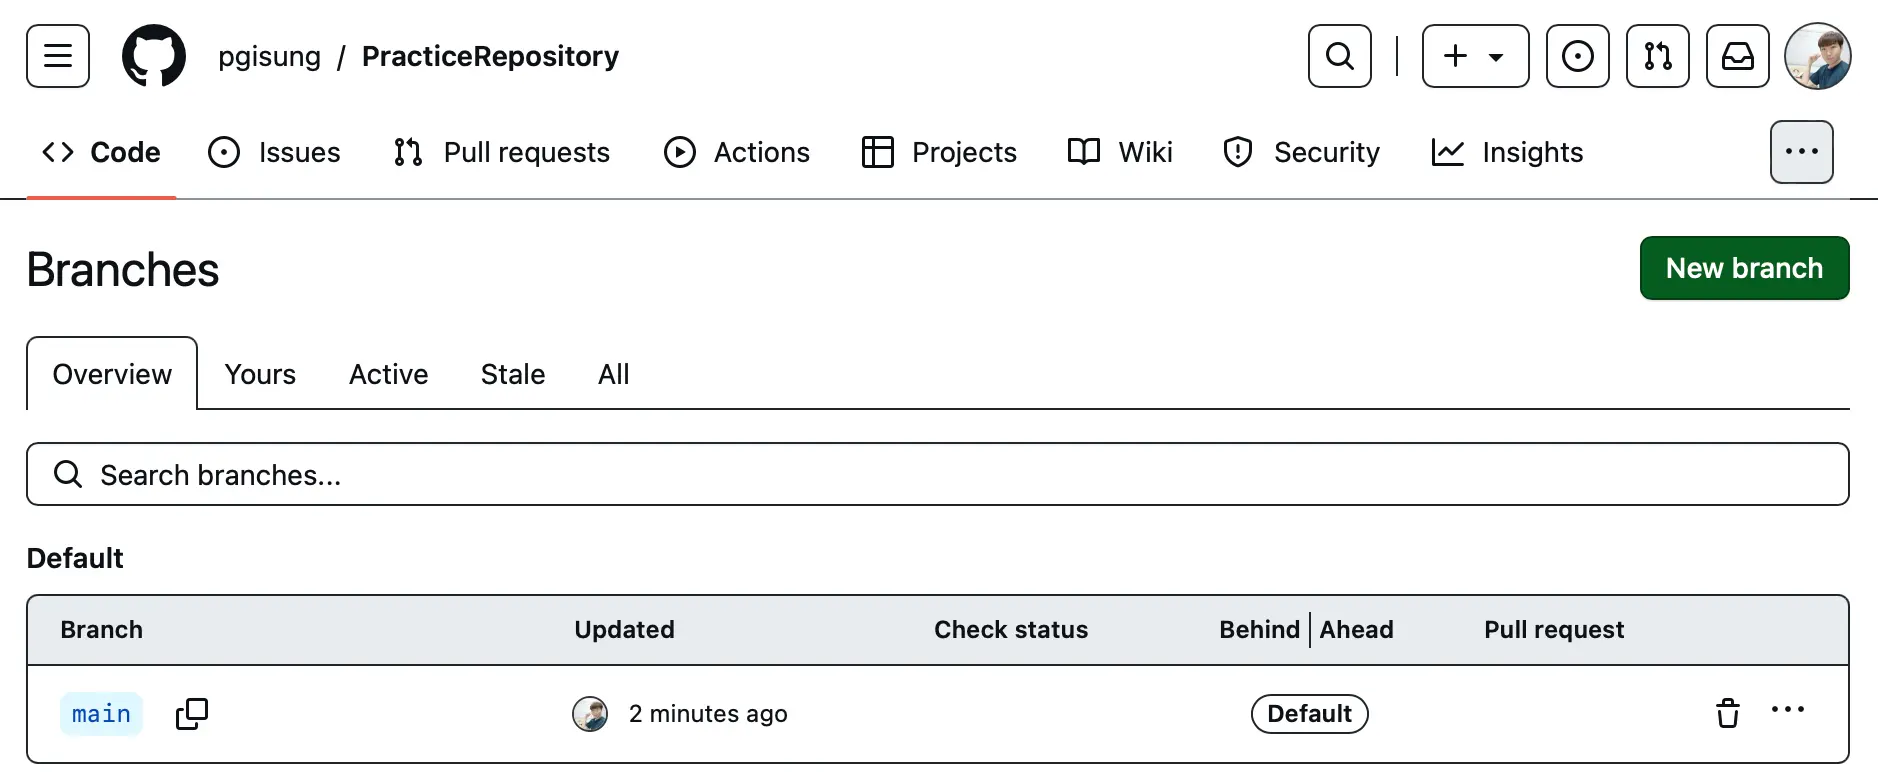 pgisung / PracticeRepository
Code Issues Pull requests Actions Projects Wiki Security Insights
Branches
New branch
Overview Yours Active Stale All
Search branches...
Default
Branch Updated Check status Behind Ahead Pull request
main 2 minutes ago Default